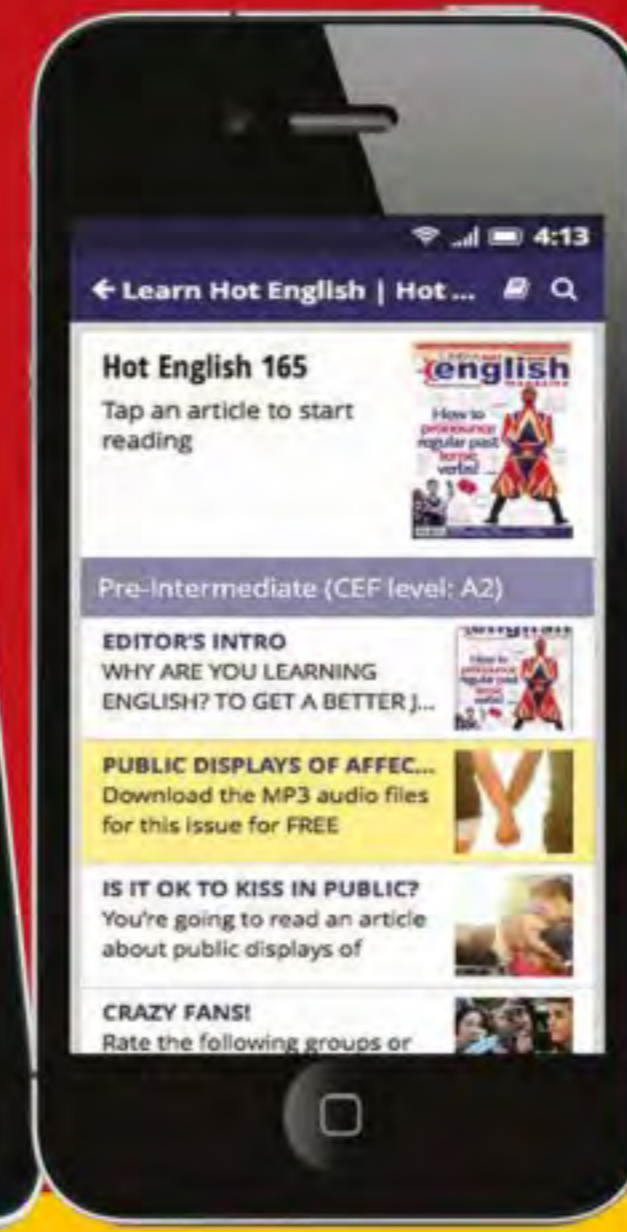 4:13
Learn Hot English | Hot ...
Hot English 165
Tap an article to start
reading
english
How to
pronounce
regular past
tense
verbs!
Pre-Intermediate (CEF level: A2)
EDITOR'S INTRO
WHY ARE YOU LEARNING
ENGLISH? TO GET A BETTER J...
PUBLIC DISPLAYS OF AFFEC...
Download the MP3 audio files
for this issue for FREE
IS IT OK TO KISS IN PUBLIC?
You're going to read an article
about public displays of
CRAZY FANS!
Rate the following groups or